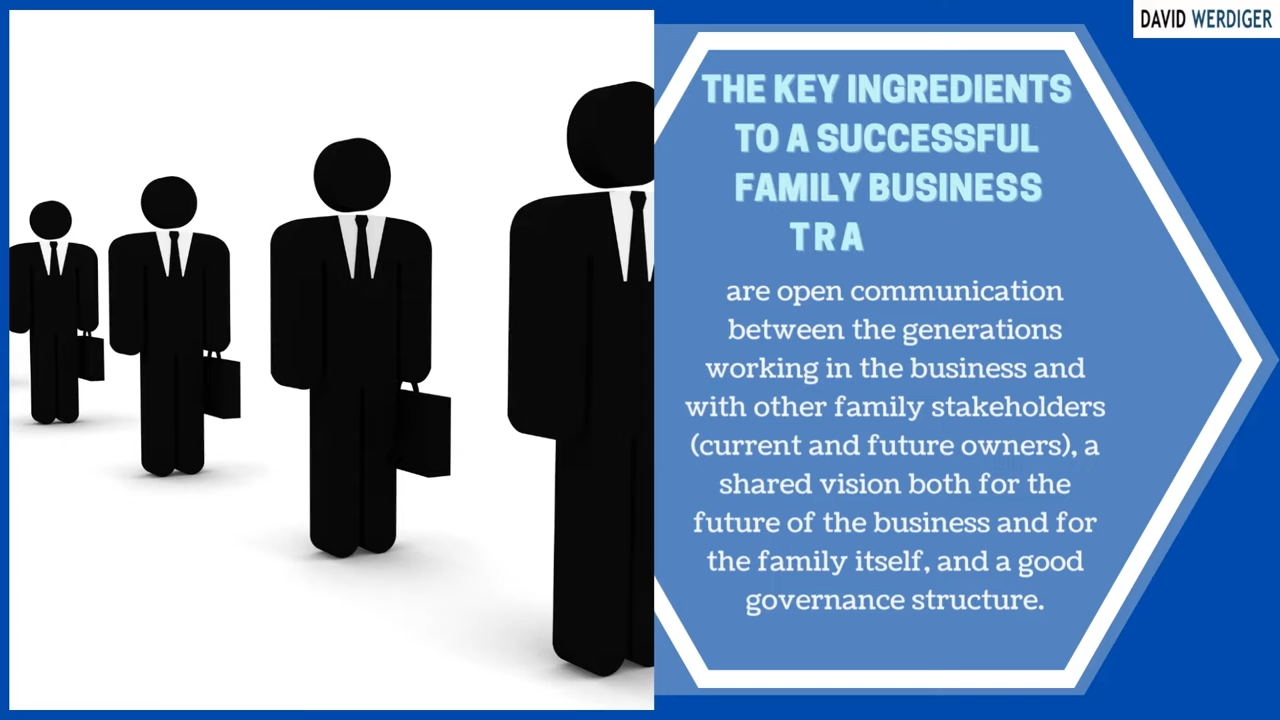 DAVID WERDIGER
THE KEY INGREDIENTS
TO A SUCCESSFUL
FAMILY BUSINESS
TRA
are open communication
between the generations
working in the business and
with other family stakeholders
(current and future owners), a
shared vision both for the
future of the business and for
the family itself, and a good
governance structure.